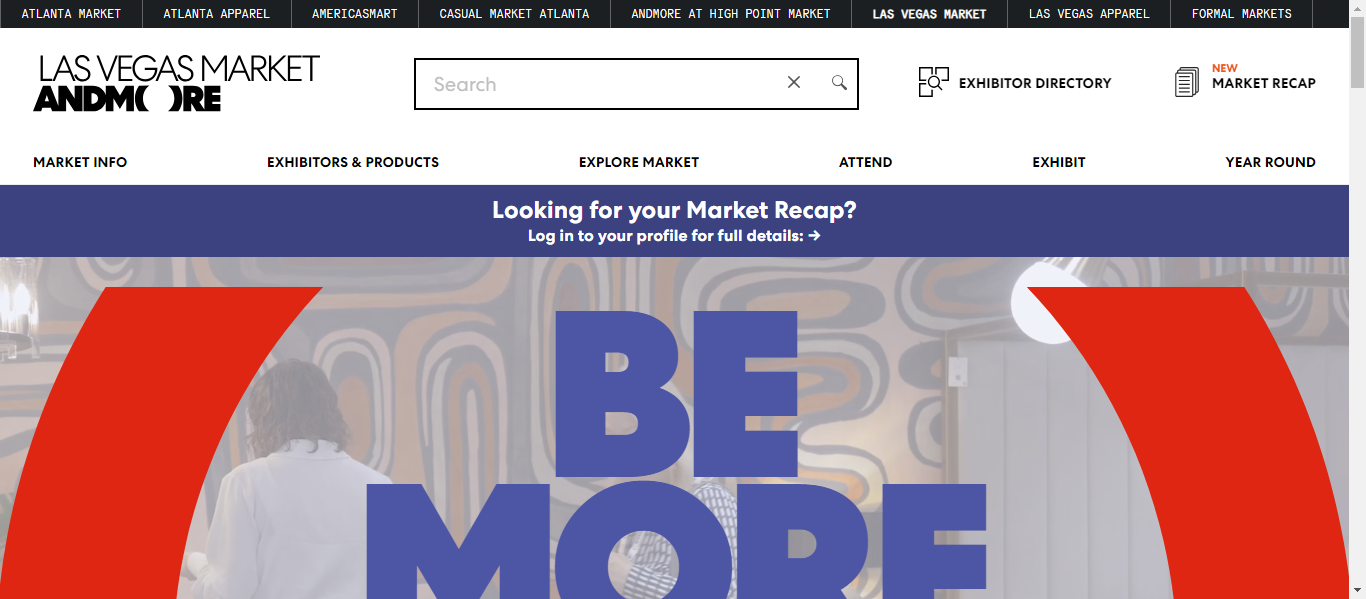 ATLANTA MARKET ATLANTA APPAREL AMERICASMART CASUAL MARKET ATLANTA ANDMORE AT HIGH POINT MARKET LAS VEGAS MARKET LAS VEGAS APPAREL FORMAL MARKETS
LAS VEGAS MARKET
ANDM( )RE
Search
EXHIBITOR DIRECTORY
NEW
MARKET RECAP
MARKET INFO EXHIBITORS & PRODUCTS EXPLORE MARKET ATTEND EXHIBIT YEAR ROUND
Looking for your Market Recap?
Log in to your profile for full details: →
BE
MORE